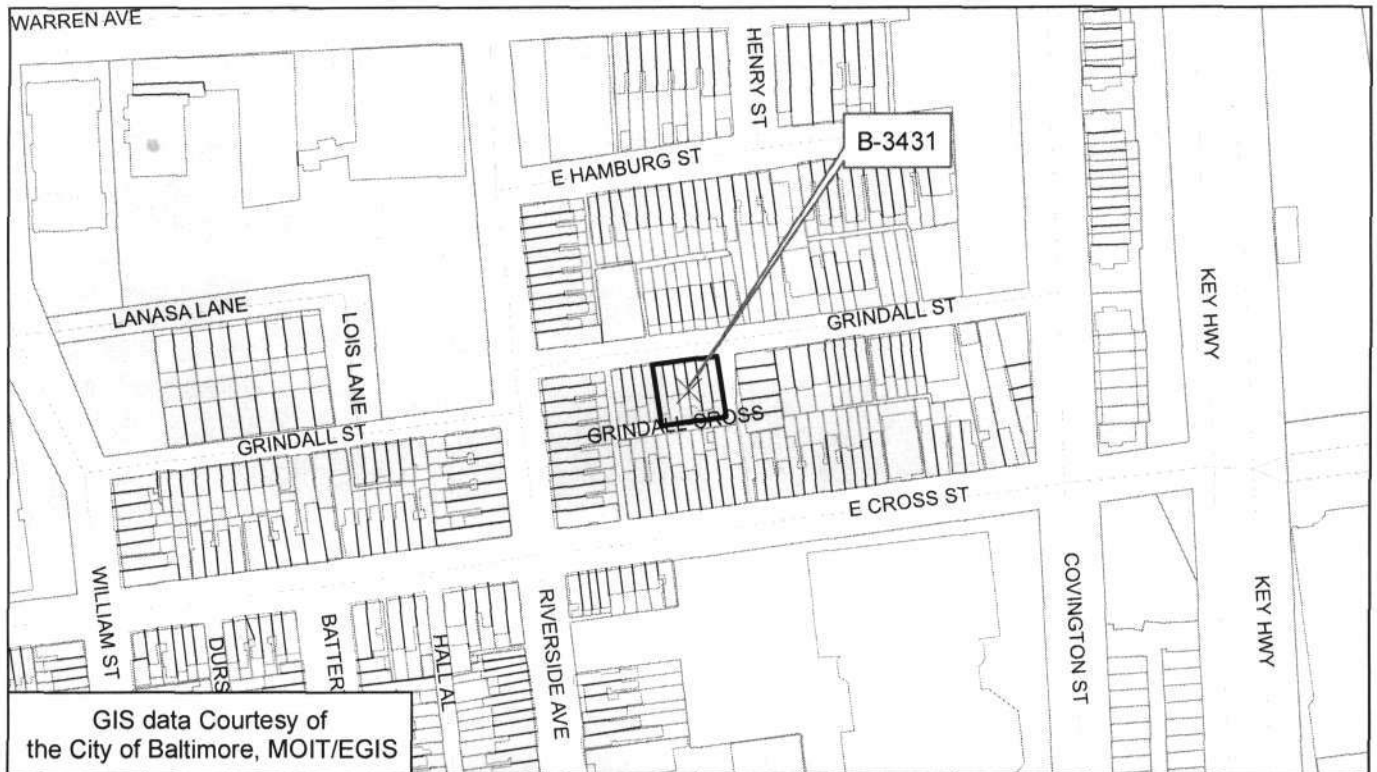 WARREN AVE
HENRY ST
B-3431
E HAMBURG ST
KEY HWY
LANASA LANE
LOIS LANE
GRINDALL ST
GRINDALL CROSS
GRINDALL ST
E CROSS ST
WILLIAM ST
DURS
BATTER
HALL AL
RIVERSIDE AVE
COVINGTON ST
KEY HWY
GIS data Courtesy of
the City of Baltimore, MOIT/EGIS